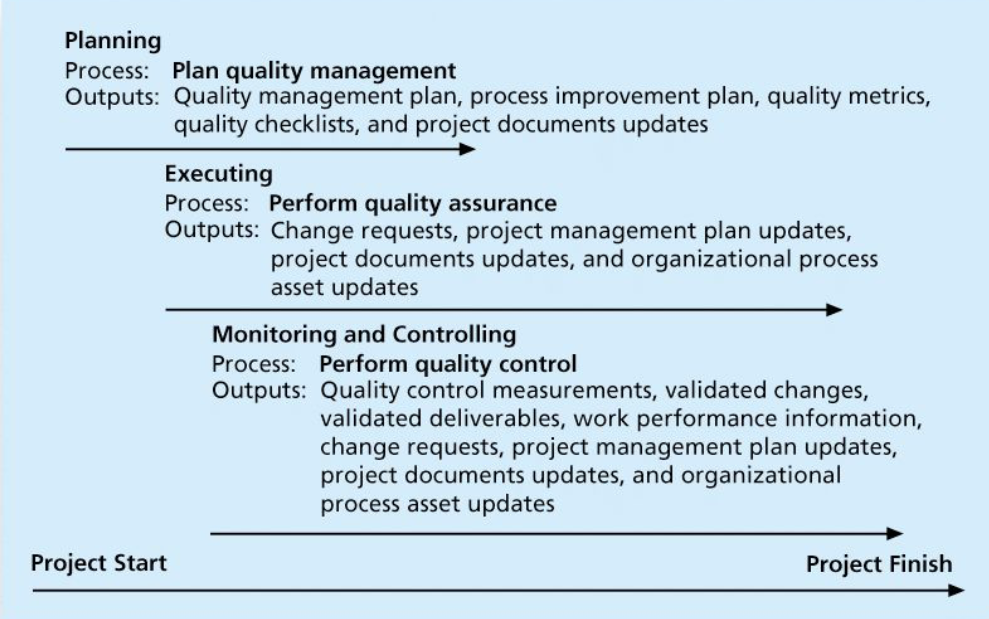 Planning
Process: Plan quality management
Outputs: Quality management plan, process improvement plan, quality metrics,
quality checklists, and project documents updates
Executing
Process: Perform quality assurance
Outputs: Change requests, project management plan updates,
project documents updates, and organizational process
asset updates
Monitoring and Controlling
Process: Perform quality control
Outputs: Quality control measurements, validated changes,
validated deliverables, work performance information,
change requests, project management plan updates,
project documents updates, and organizational
process asset updates
Project Start
Project Finish